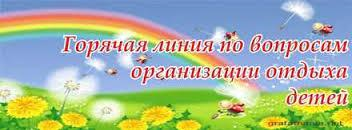 Горячая линия по вопросам
организации отдыха
детей